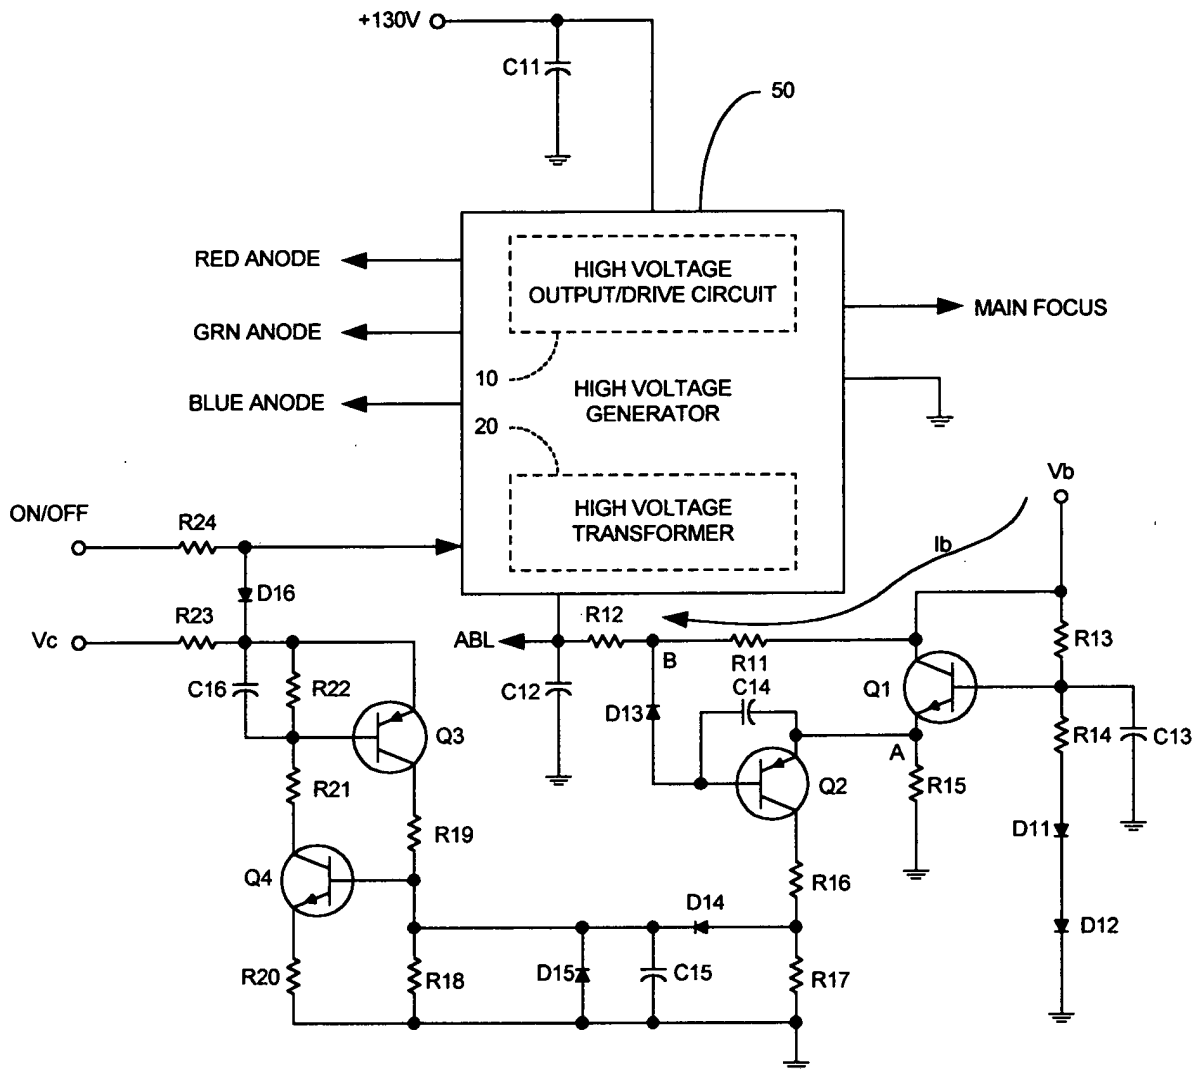 +130V
C11
50
RED ANODE
HIGH VOLTAGE
OUTPUT/DRIVE CIRCUIT
MAIN FOCUS
GRN ANODE
10
HIGH VOLTAGE
GENERATOR
BLUE ANODE
20
Vb
ON/OFF
R24
HIGH VOLTAGE
TRANSFORMER
Ib
D16
R23
R12
Vc
ABL
B
R11
R13
C16
R22
C12
C14
Q1
D13
Q3
A
R14
C13
R21
Q2
R15
R19
D11
Q4
R16
D14
D12
R20
R18
D15
C15
R17